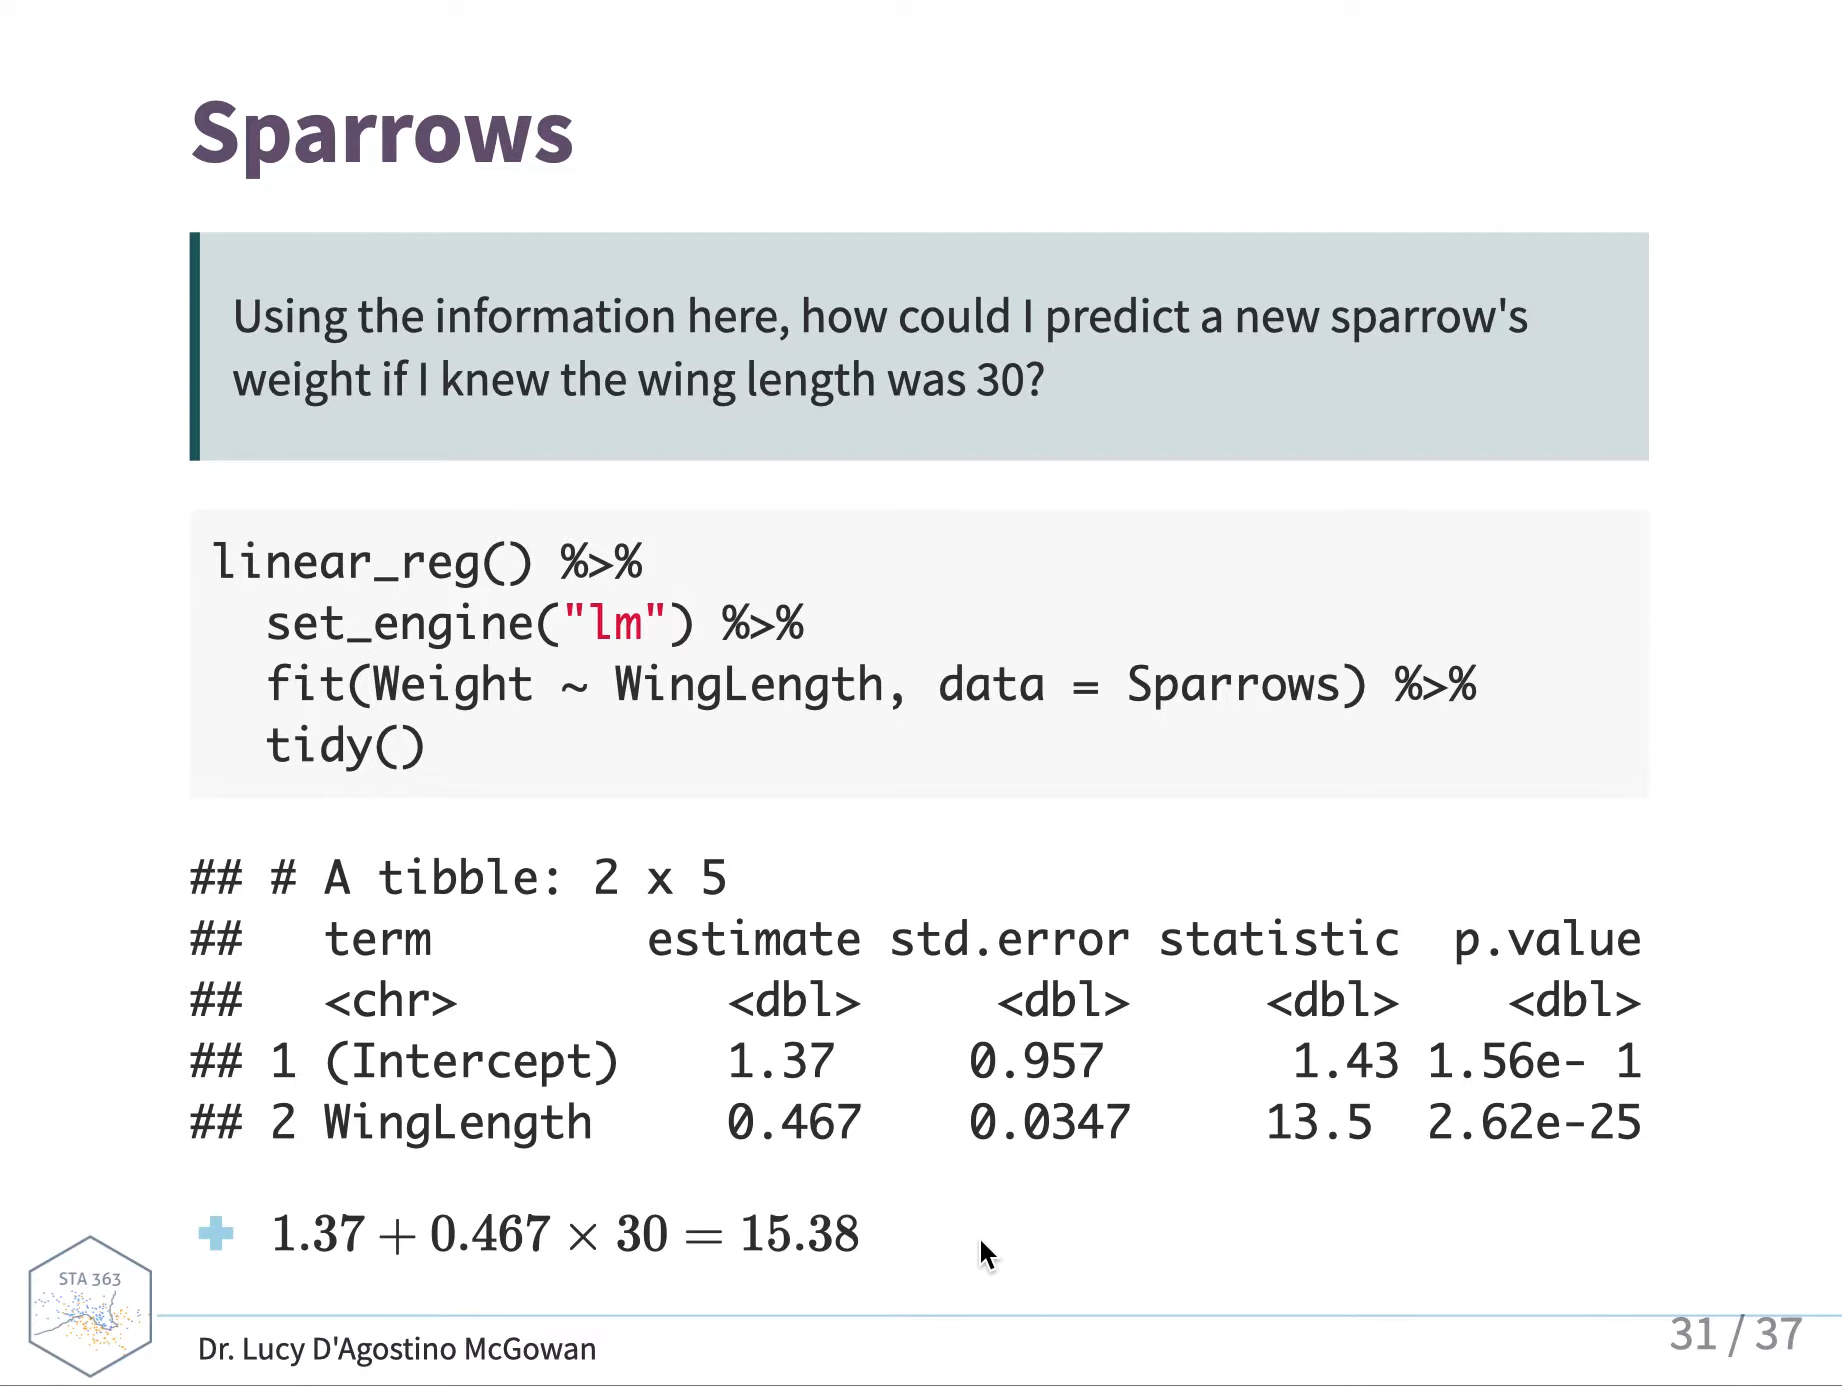 Sparrows
Using the information here, how could I predict a new sparrow's
weight if I knew the wing length was 30?
linear_reg() %>%
  set_engine("lm") %>%
  fit(Weight ~ WingLength, data = Sparrows) %>%
  tidy()
## # A tibble: 2 x 5
##   term        estimate std.error statistic  p.value
##   <chr>          <dbl>     <dbl>     <dbl>    <dbl>
## 1 (Intercept)    1.37     0.957       1.43 1.56e- 1
## 2 WingLength     0.467    0.0347     13.5  2.62e-25
1.37 + 0.467 × 30 = 15.38
STA 363
Dr. Lucy D'Agostino McGowan
31 / 37